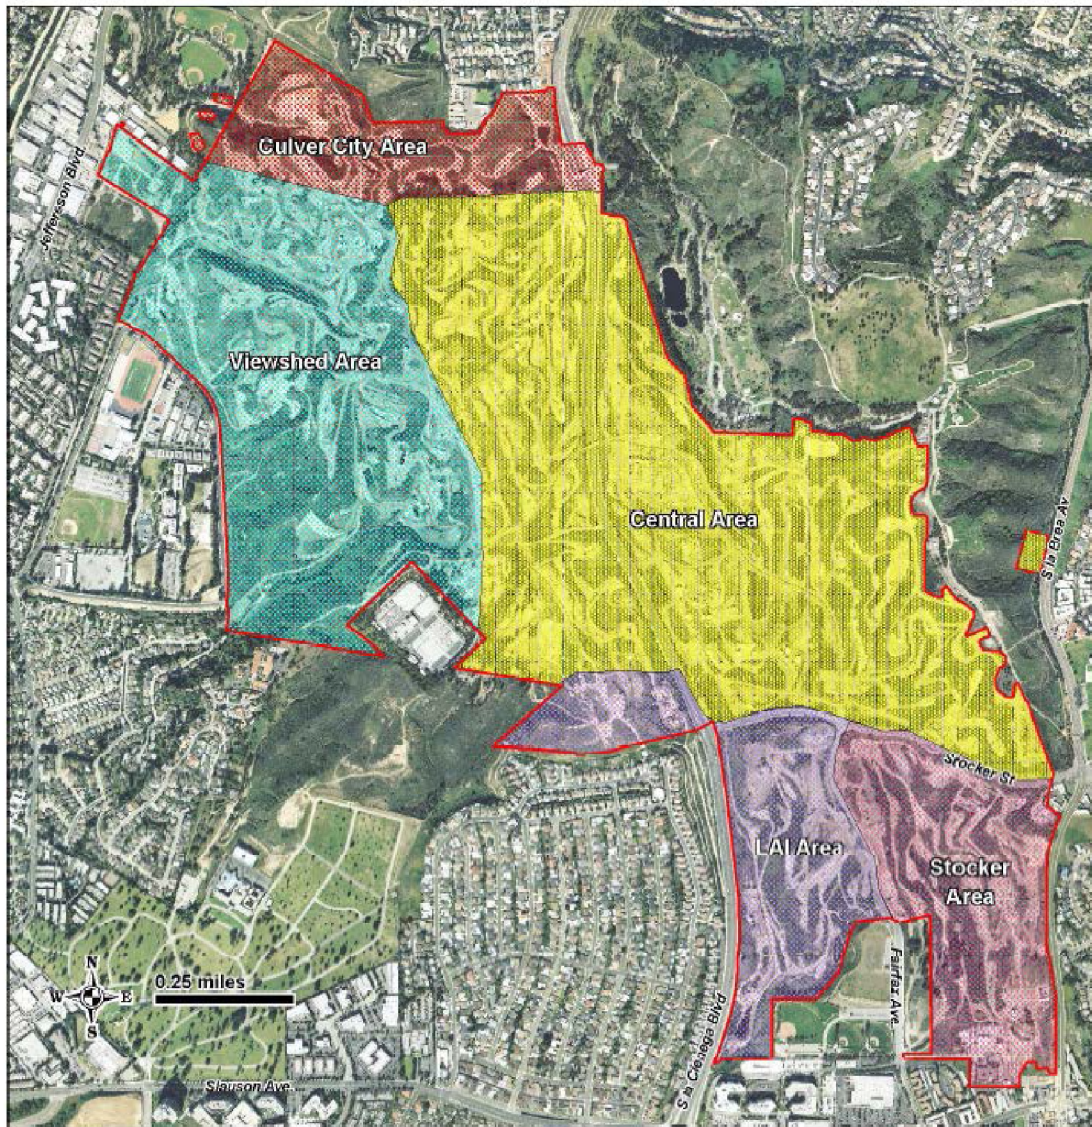 Culver City Area
Jefferson Blvd.
Viewshed Area
Central Area
S la Brea Av
Stocker St
LAI Area
Stocker
Area
Fairfax Ave.
N
W E
S
0.25 miles
S la Cienega Blvd
Slauson Ave.